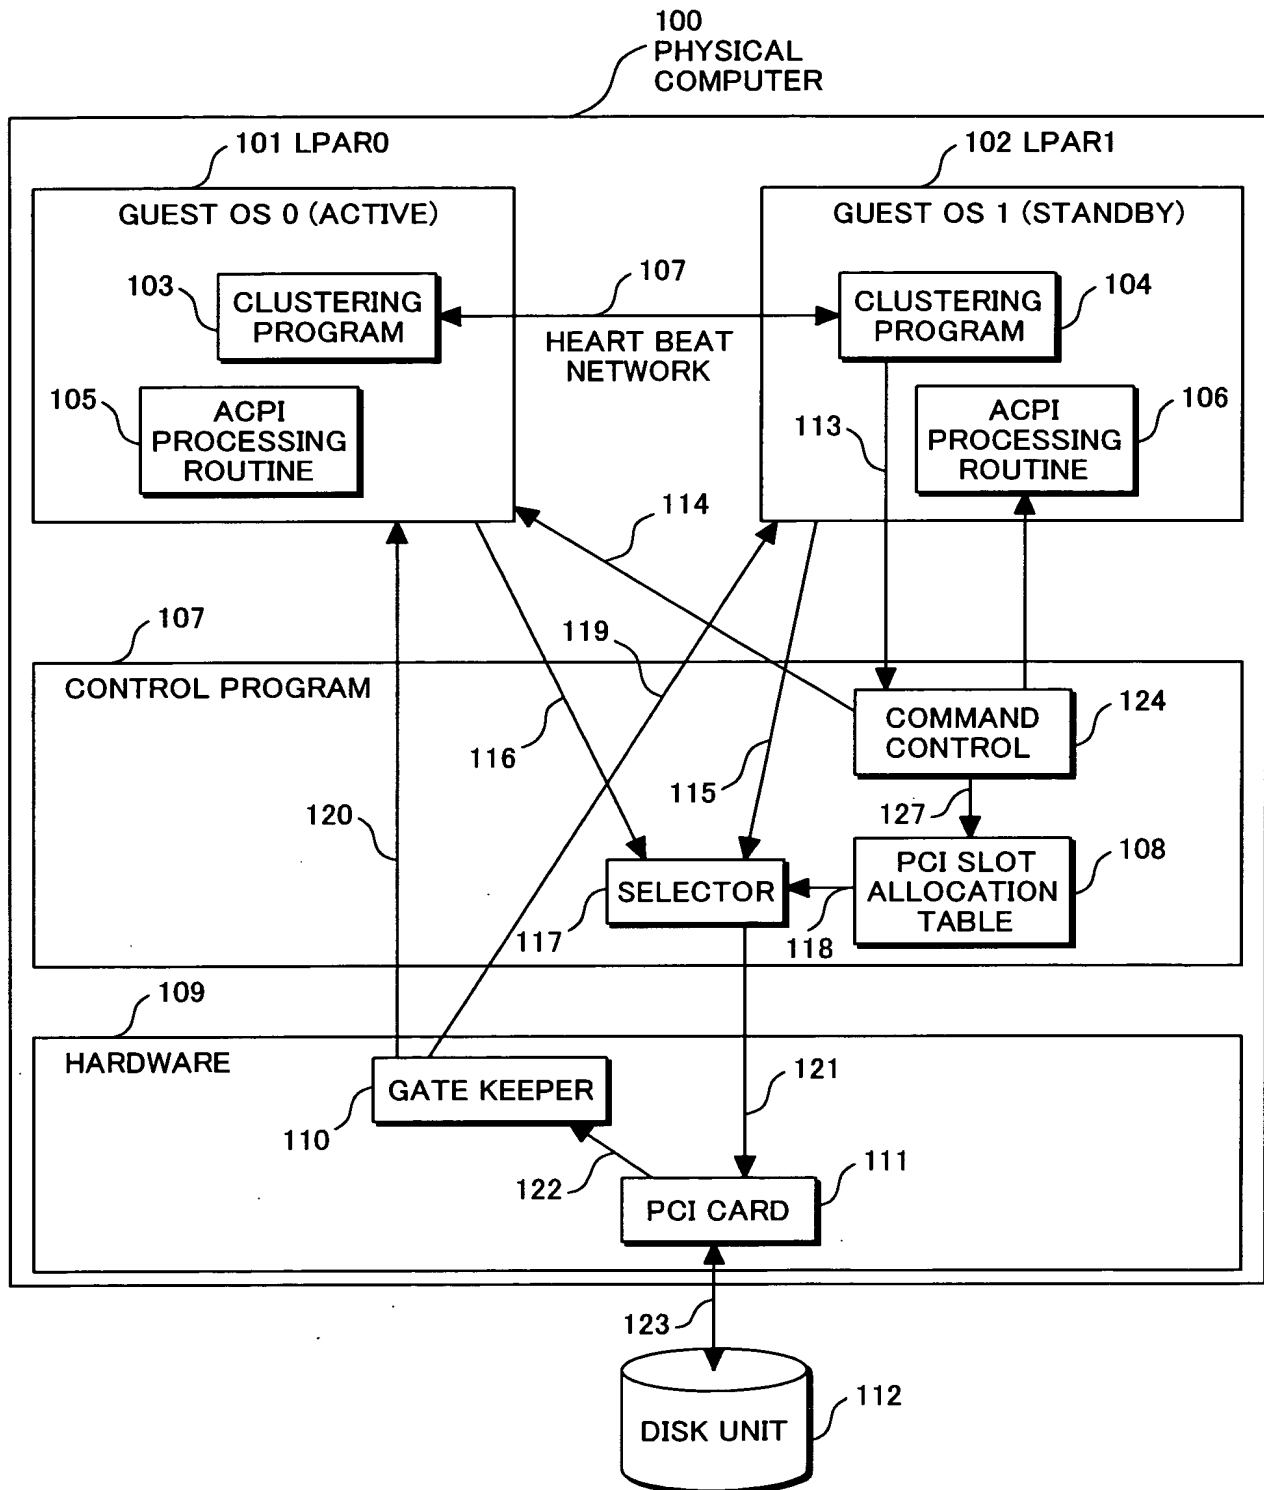 100
PHYSICAL
COMPUTER
101 LPAR0
102 LPAR1
GUEST OS 0 (ACTIVE)
GUEST OS 1 (STANDBY)
103
CLUSTERING
PROGRAM
107
HEART BEAT
NETWORK
CLUSTERING
PROGRAM
104
105
ACPI
PROCESSING
ROUTINE
113
ACPI
PROCESSING
ROUTINE
106
114
107
119
CONTROL PROGRAM
116
COMMAND
CONTROL
124
115
120
127
SELECTOR
PCI SLOT
ALLOCATION
TABLE
108
117
118
109
HARDWARE
GATE KEEPER
121
110
122
PCI CARD
111
123
DISK UNIT
112